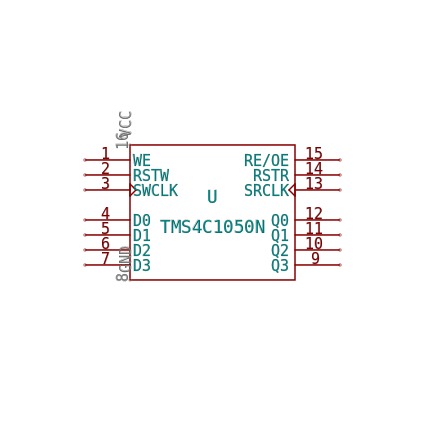 16
VCC
1 WE RE/OE 15
2 RSTW RSTR 14
3 SWCLK SRCLK 13
U
4 D0 Q0 12
TMS4C1050N
5 D1 Q1 11
6 D2 Q2 10
7 D3 Q3 9
8 GND